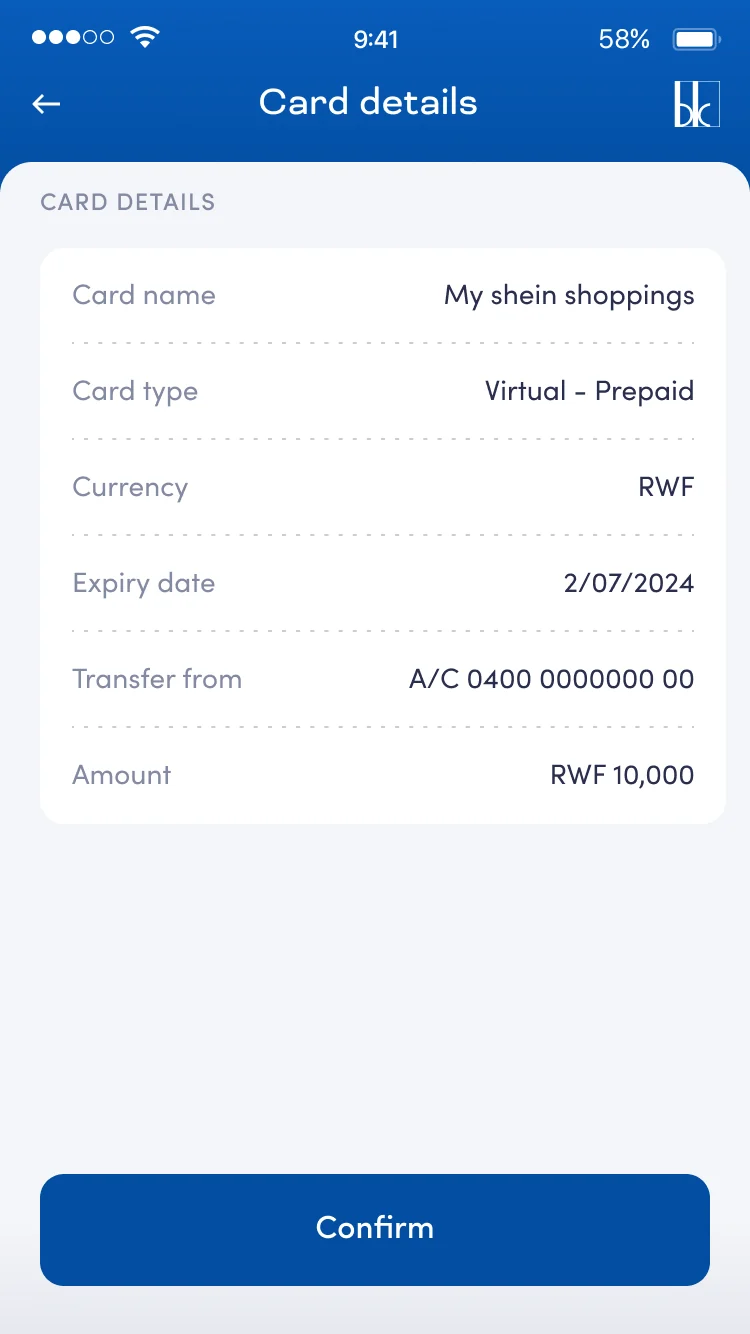 9:41
58%
Card details
bk
CARD DETAILS
Card name My shein shoppings
Card type Virtual - Prepaid
Currency RWF
Expiry date 2/07/2024
Transfer from A/C 0400 0000000 00
Amount RWF 10,000
Confirm